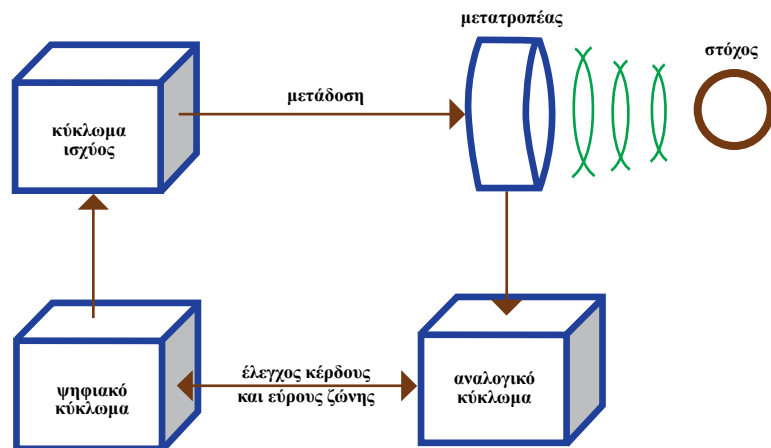 μετατροπέας
στόχος
μετάδοση
κύκλωμα
ισχύος
έλεγχος κέρδους
και εύρους ζώνης
ψηφιακό
κύκλωμα
αναλογικό
κύκλωμα